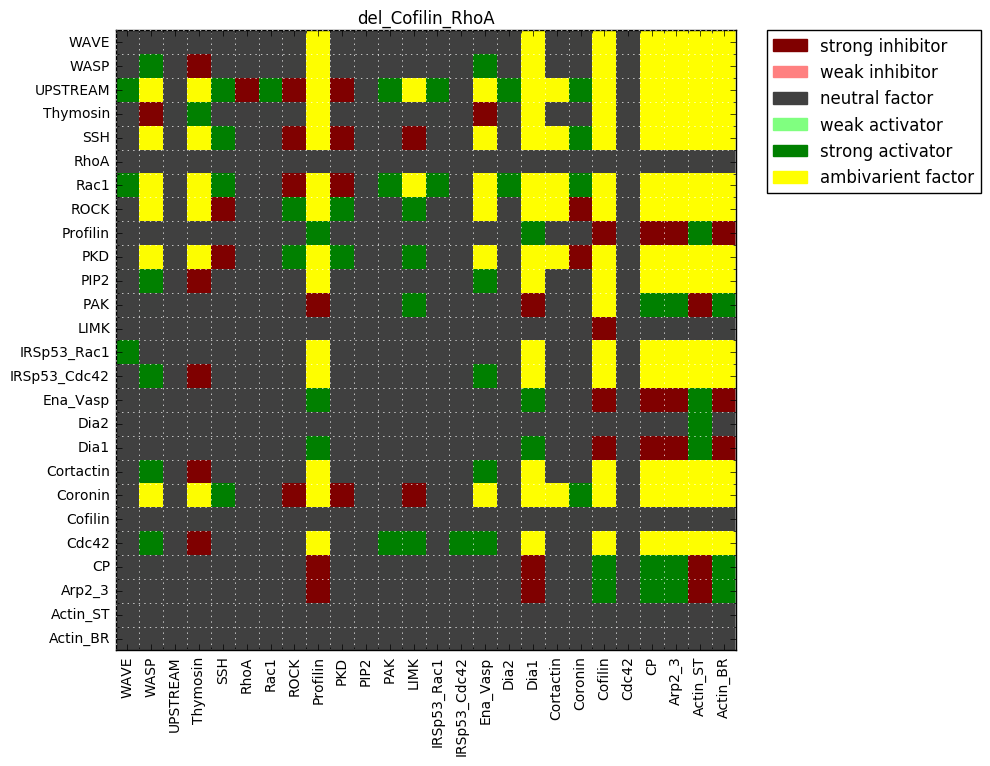 del_Cofilin_RhoA
WAVE
WASP
UPSTREAM
Thymosin
SSH
RhoA
Rac1
ROCK
Profilin
PKD
PIP2
PAK
LIMK
IRSp53_Rac1
IRSp53_Cdc42
Ena_Vasp
Dia2
Dia1
Cortactin
Coronin
Cofilin
Cdc42
CP
Arp2_3
Actin_ST
Actin_BR
WAVE
WASP
UPSTREAM
Thymosin
SSH
RhoA
Rac1
ROCK
Profilin
PKD
PIP2
PAK
LIMK
IRSp53_Rac1
IRSp53_Cdc42
Ena_Vasp
Dia2
Dia1
Cortactin
Coronin
Cofilin
Cdc42
CP
Arp2_3
Actin_ST
Actin_BR
strong inhibitor
weak inhibitor
neutral factor
weak activator
strong activator
ambivarient factor